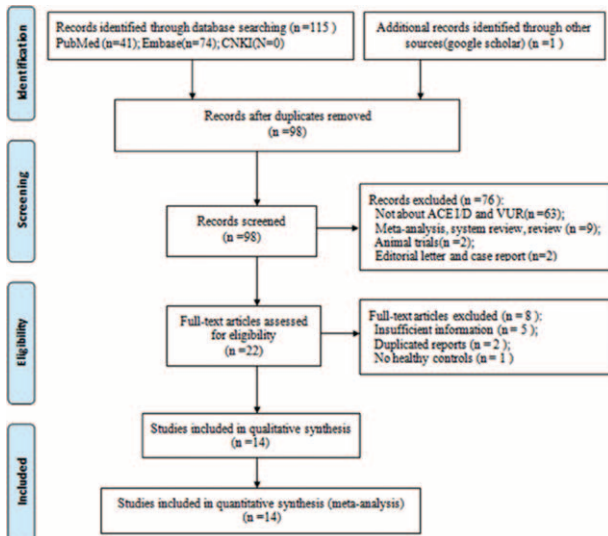 Identification
Records identified through database searching (n =115 )
PubMed (n=41); Embase(n=74); CNKI(N=0)
Additional records identified through other
sources(google scholar) (n =1 )
Records after duplicates removed
(n =98)
Screening
Records screened
(n =98)
Records excluded (n =76 ):
Not about ACE I/D and VUR(n =63);
Meta-analysis, system review, review (n =9);
Animal trials(n =2);
Editorial letter and case report (n=2)
Eligibility
Full-text articles assessed
for eligibility
(n =22)
Full-text articles excluded (n = 8 ):
Insufficient information ( n = 5 );
Duplicated reports ( n = 2 );
No healthy controls ( n= 1 )
Included
Studies included in qualitative synthesis
(n =14)
Studies included in quantitative synthesis (meta-analysis)
(n =14)